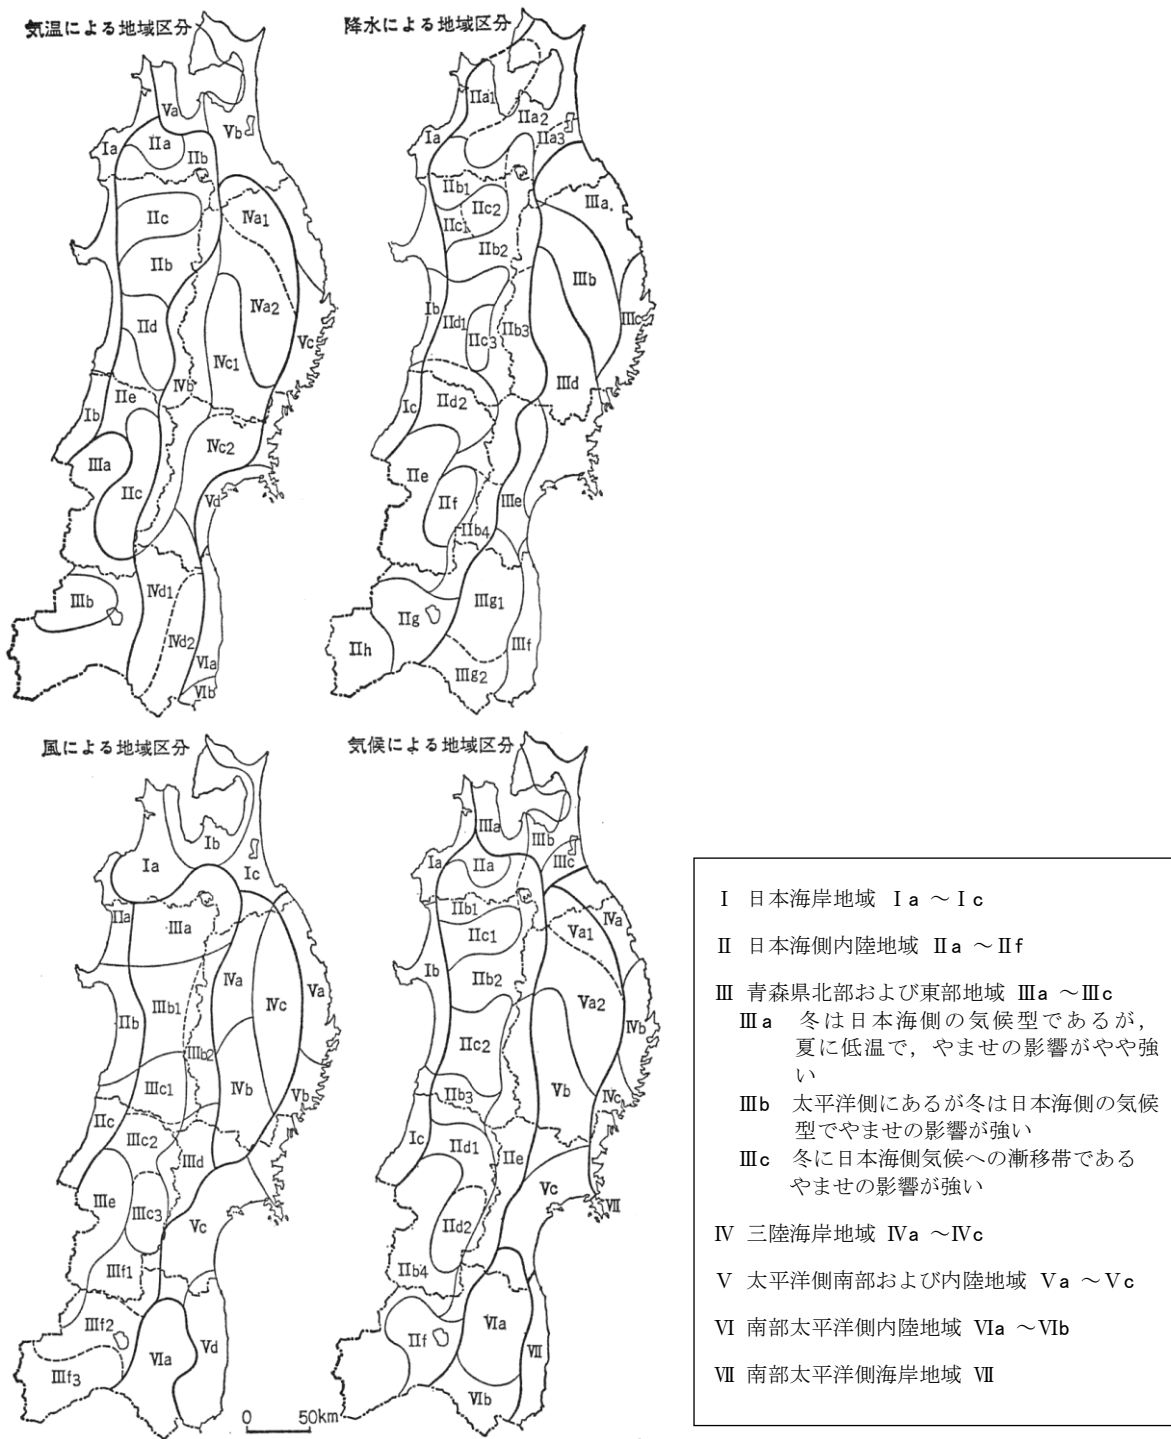 気温による地域区分
Ⅴa
Ⅴb
Ⅰa
Ⅱa
Ⅱb
Ⅳa1
Ⅱc
Ⅱb
Ⅳa2
Ⅱd
Ⅴc
Ⅳc1
Ⅳb
Ⅱe
Ⅰb
Ⅳc2
Ⅲa
Ⅱc
Ⅴd
Ⅳd1
Ⅲb
Ⅳd2
Ⅵa
Ⅵb
降水による地域区分
Ⅱa1
Ⅱa2
Ⅰa
Ⅱa3
Ⅱb1
Ⅲa
Ⅱc2
Ⅱc1
Ⅱb2
Ⅲb
Ⅰb
Ⅱd1
Ⅱb3
Ⅲc
Ⅱc3
Ⅲd
Ⅰc
Ⅱd2
Ⅱe
Ⅱf
Ⅲe
Ⅱb4
Ⅲg1
Ⅱg
Ⅲf
Ⅱh
Ⅲg2
風による地域区分
Ⅰb
Ⅰa
Ⅰc
Ⅱa
Ⅲa
Ⅳa
Ⅴa
Ⅳc
Ⅲb1
Ⅱb
Ⅲb2
Ⅲc1
Ⅳb
Ⅴb
Ⅱc
Ⅲc2
Ⅲd
Ⅲe
Ⅲc3
Ⅴc
Ⅲf1
Ⅲf2
Ⅴd
Ⅵa
Ⅲf3
0 50km
気候による地域区分
Ⅲa
Ⅲb
Ⅰa
Ⅱa
Ⅲc
Ⅱb1
Ⅳa
Ⅴa1
Ⅱc1
Ⅰb
Ⅱb2
Ⅴa2
Ⅳb
Ⅱc2
Ⅴb
Ⅱb3
Ⅳc
Ⅰc
Ⅱd1
Ⅱe
Ⅴc
Ⅶ
Ⅱd2
Ⅱb4
Ⅵa
Ⅱf
Ⅶ
Ⅵb
Ⅰ 日本海岸地域 Ⅰa ～Ⅰc
Ⅱ 日本海側内陸地域 Ⅱa ～Ⅱf
Ⅲ 青森県北部および東部地域 Ⅲa ～Ⅲc
Ⅲa 冬は日本海側の気候型であるが，
夏に低温で，やませの影響がやや強
い
Ⅲb 太平洋側にあるが冬は日本海側の気候
型でやませの影響が強い
Ⅲc 冬に日本海側気候への漸移帯である
やませの影響が強い
Ⅳ 三陸海岸地域 Ⅳa ～Ⅳc
Ⅴ 太平洋側南部および内陸地域 Ⅴa ～Ⅴc
Ⅵ 南部太平洋側内陸地域 Ⅵa ～Ⅵb
Ⅶ 南部太平洋側海岸地域 Ⅶ